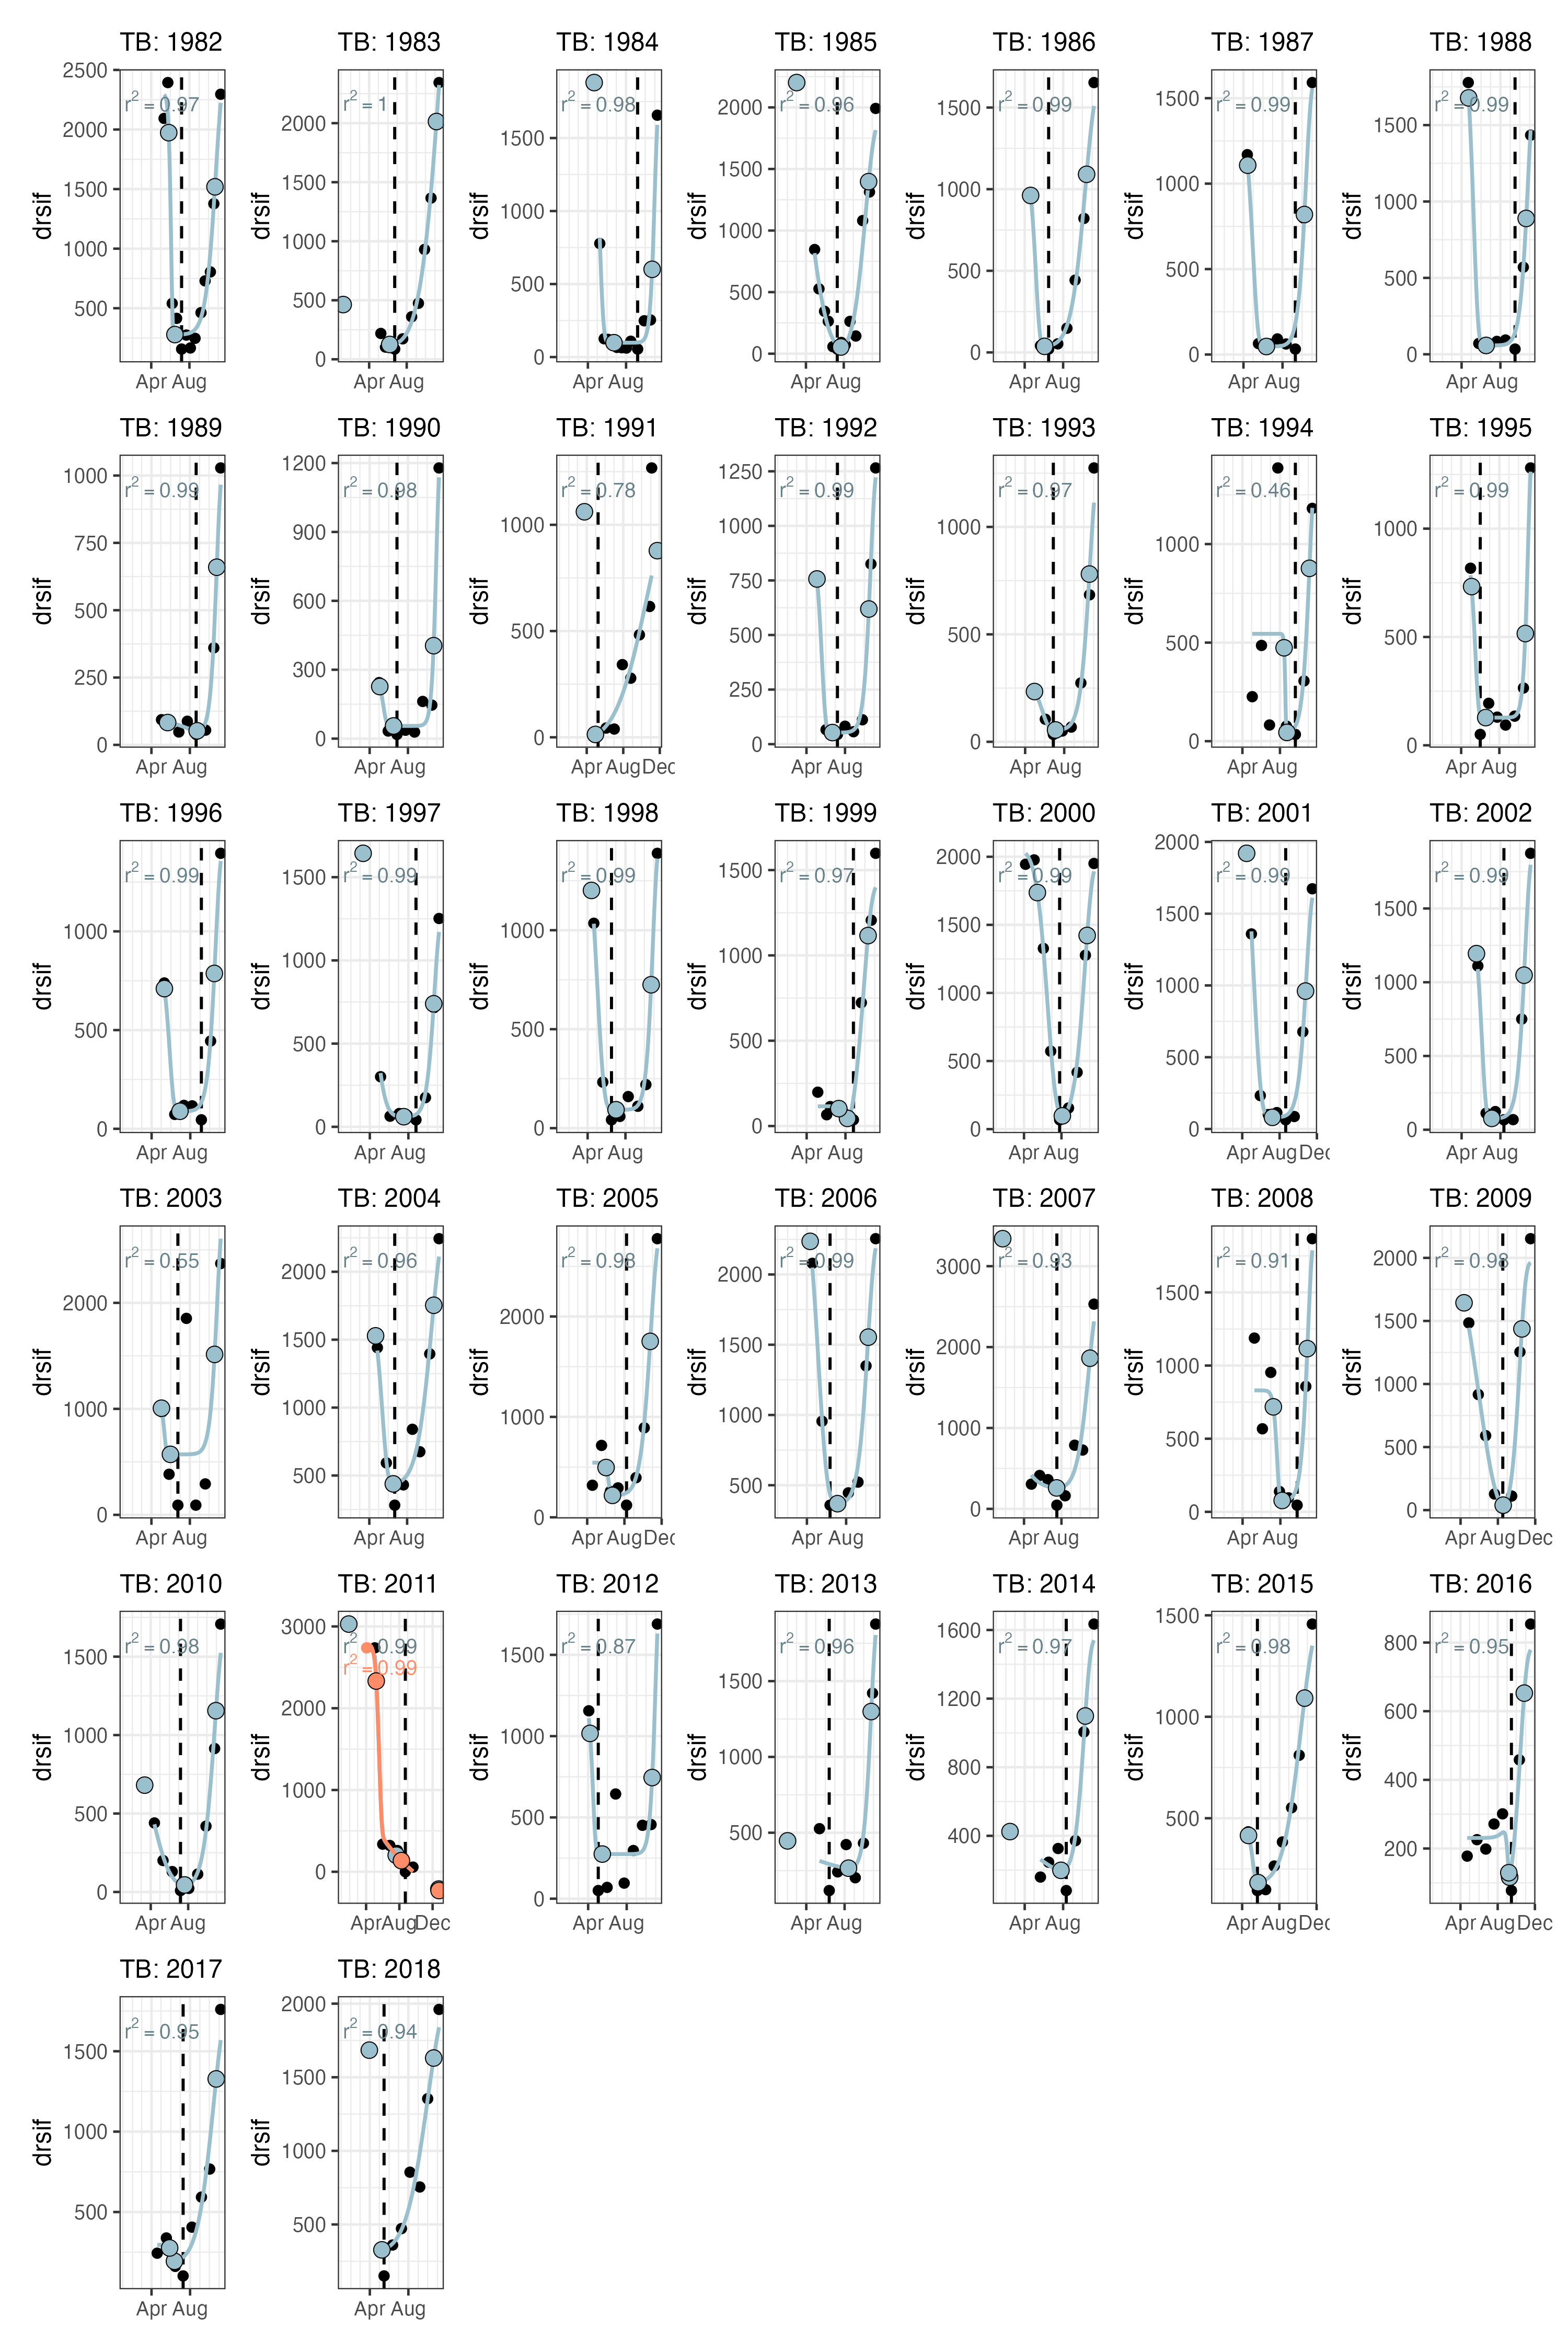 TB: 1982 TB: 1983 TB: 1984 TB: 1985 TB: 1986 TB: 1987 TB: 1988
drsif 2500 2000 1500 1000 500 r² = 0.97 Apr Aug
drsif 2000 1500 1000 500 0 r² = 1 Apr Aug
drsif 1500 1000 500 0 r² = 0.98 Apr Aug
drsif 2000 1500 1000 500 0 r² = 0.96 Apr Aug
drsif 1500 1000 500 0 r² = 0.99 Apr Aug
drsif 1500 1000 500 0 r² = 0.99 Apr Aug
drsif 1500 1000 500 0 r² = 0.99 Apr Aug
TB: 1989 TB: 1990 TB: 1991 TB: 1992 TB: 1993 TB: 1994 TB: 1995
drsif 1000 750 500 250 0 r² = 0.99 Apr Aug
drsif 1200 900 600 300 0 r² = 0.98 Apr Aug
drsif 1000 500 0 r² = 0.78 Apr Aug Dec
drsif 1250 1000 750 500 250 0 r² = 0.99 Apr Aug
drsif 1000 500 0 r² = 0.97 Apr Aug
drsif 1000 500 0 r² = 0.46 Apr Aug
drsif 1000 500 0 r² = 0.99 Apr Aug
TB: 1996 TB: 1997 TB: 1998 TB: 1999 TB: 2000 TB: 2001 TB: 2002
drsif 1000 500 0 r² = 0.99 Apr Aug
drsif 1500 1000 500 0 r² = 0.99 Apr Aug
drsif 1000 500 0 r² = 0.99 Apr Aug
drsif 1500 1000 500 0 r² = 0.97 Apr Aug
drsif 2000 1500 1000 500 0 r² = 0.99 Apr Aug
drsif 2000 1500 1000 500 0 r² = 0.99 Apr Aug Dec
drsif 1500 1000 500 0 r² = 0.99 Apr Aug
TB: 2003 TB: 2004 TB: 2005 TB: 2006 TB: 2007 TB: 2008 TB: 2009
drsif 2000 1000 0 r² = 0.55 Apr Aug
drsif 2000 1500 1000 500 r² = 0.96 Apr Aug
drsif 2000 1000 0 r² = 0.98 Apr Aug Dec
drsif 2000 1500 1000 500 r² = 0.99 Apr Aug
drsif 3000 2000 1000 0 r² = 0.93 Apr Aug
drsif 1500 1000 500 0 r² = 0.91 Apr Aug
drsif 2000 1500 1000 500 0 r² = 0.98 Apr Aug Dec
TB: 2010 TB: 2011 TB: 2012 TB: 2013 TB: 2014 TB: 2015 TB: 2016
drsif 1500 1000 500 0 r² = 0.98 Apr Aug
drsif 3000 2000 1000 0 r² = 0.99 r² = 0.99 Apr Aug Dec
drsif 1500 1000 500 0 r² = 0.87 Apr Aug
drsif 1500 1000 500 r² = 0.96 Apr Aug
drsif 1600 1200 800 400 r² = 0.97 Apr Aug
drsif 1500 1000 500 r² = 0.98 Apr Aug Dec
drsif 800 600 400 200 r² = 0.95 Apr Aug Dec
TB: 2017 TB: 2018
drsif 1500 1000 500 r² = 0.95 Apr Aug
drsif 2000 1500 1000 500 r² = 0.94 Apr Aug